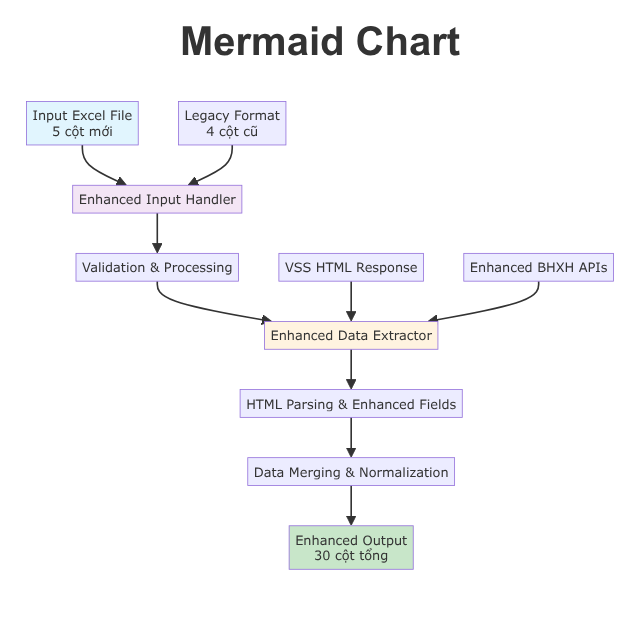 Mermaid Chart
Input Excel File
5 cột mới
Legacy Format
4 cột cũ
Enhanced Input Handler
Validation & Processing
VSS HTML Response
Enhanced BHXH APIs
Enhanced Data Extractor
HTML Parsing & Enhanced Fields
Data Merging & Normalization
Enhanced Output
30 cột tổng